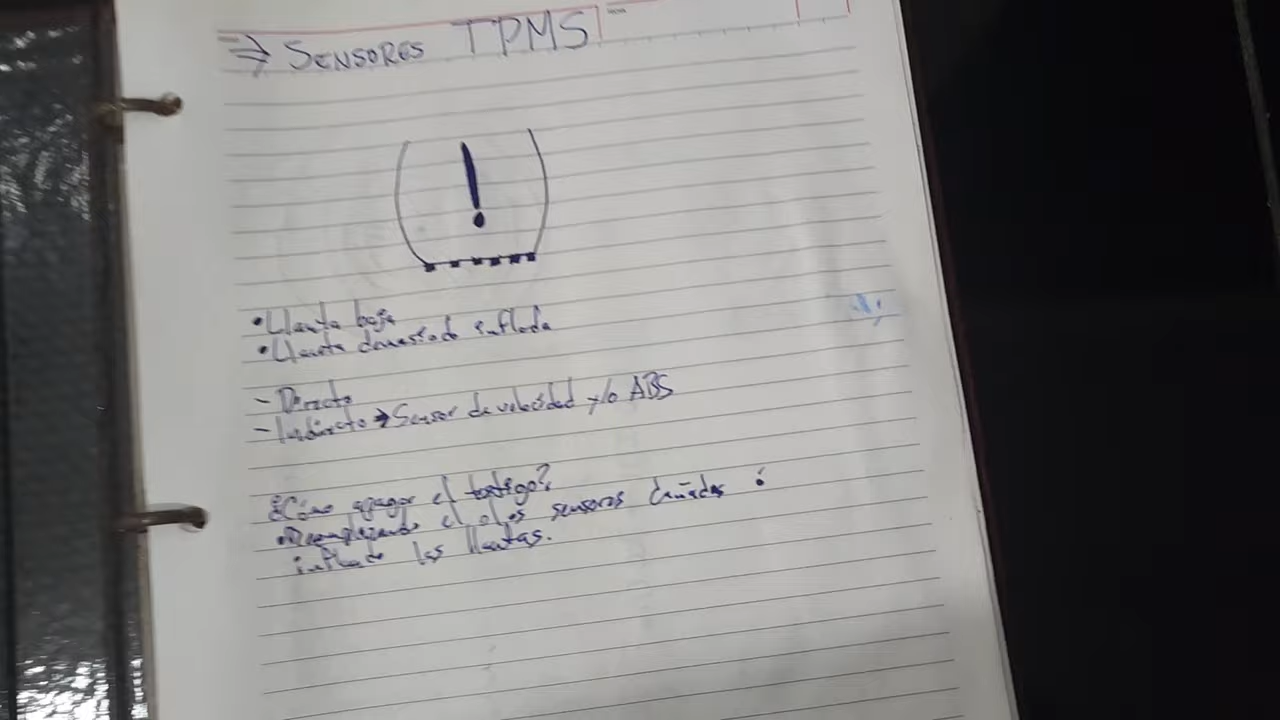 ⇒ SENSORES TPMS
!
• Llanta baja
• Llanta demasiado inflada
- Directo
- Indirecto → Sensor de velocidad y/o ABS
¿Cómo apagar el testigo?
• Reemplazando el o los sensores dañados ó
inflado las llantas.